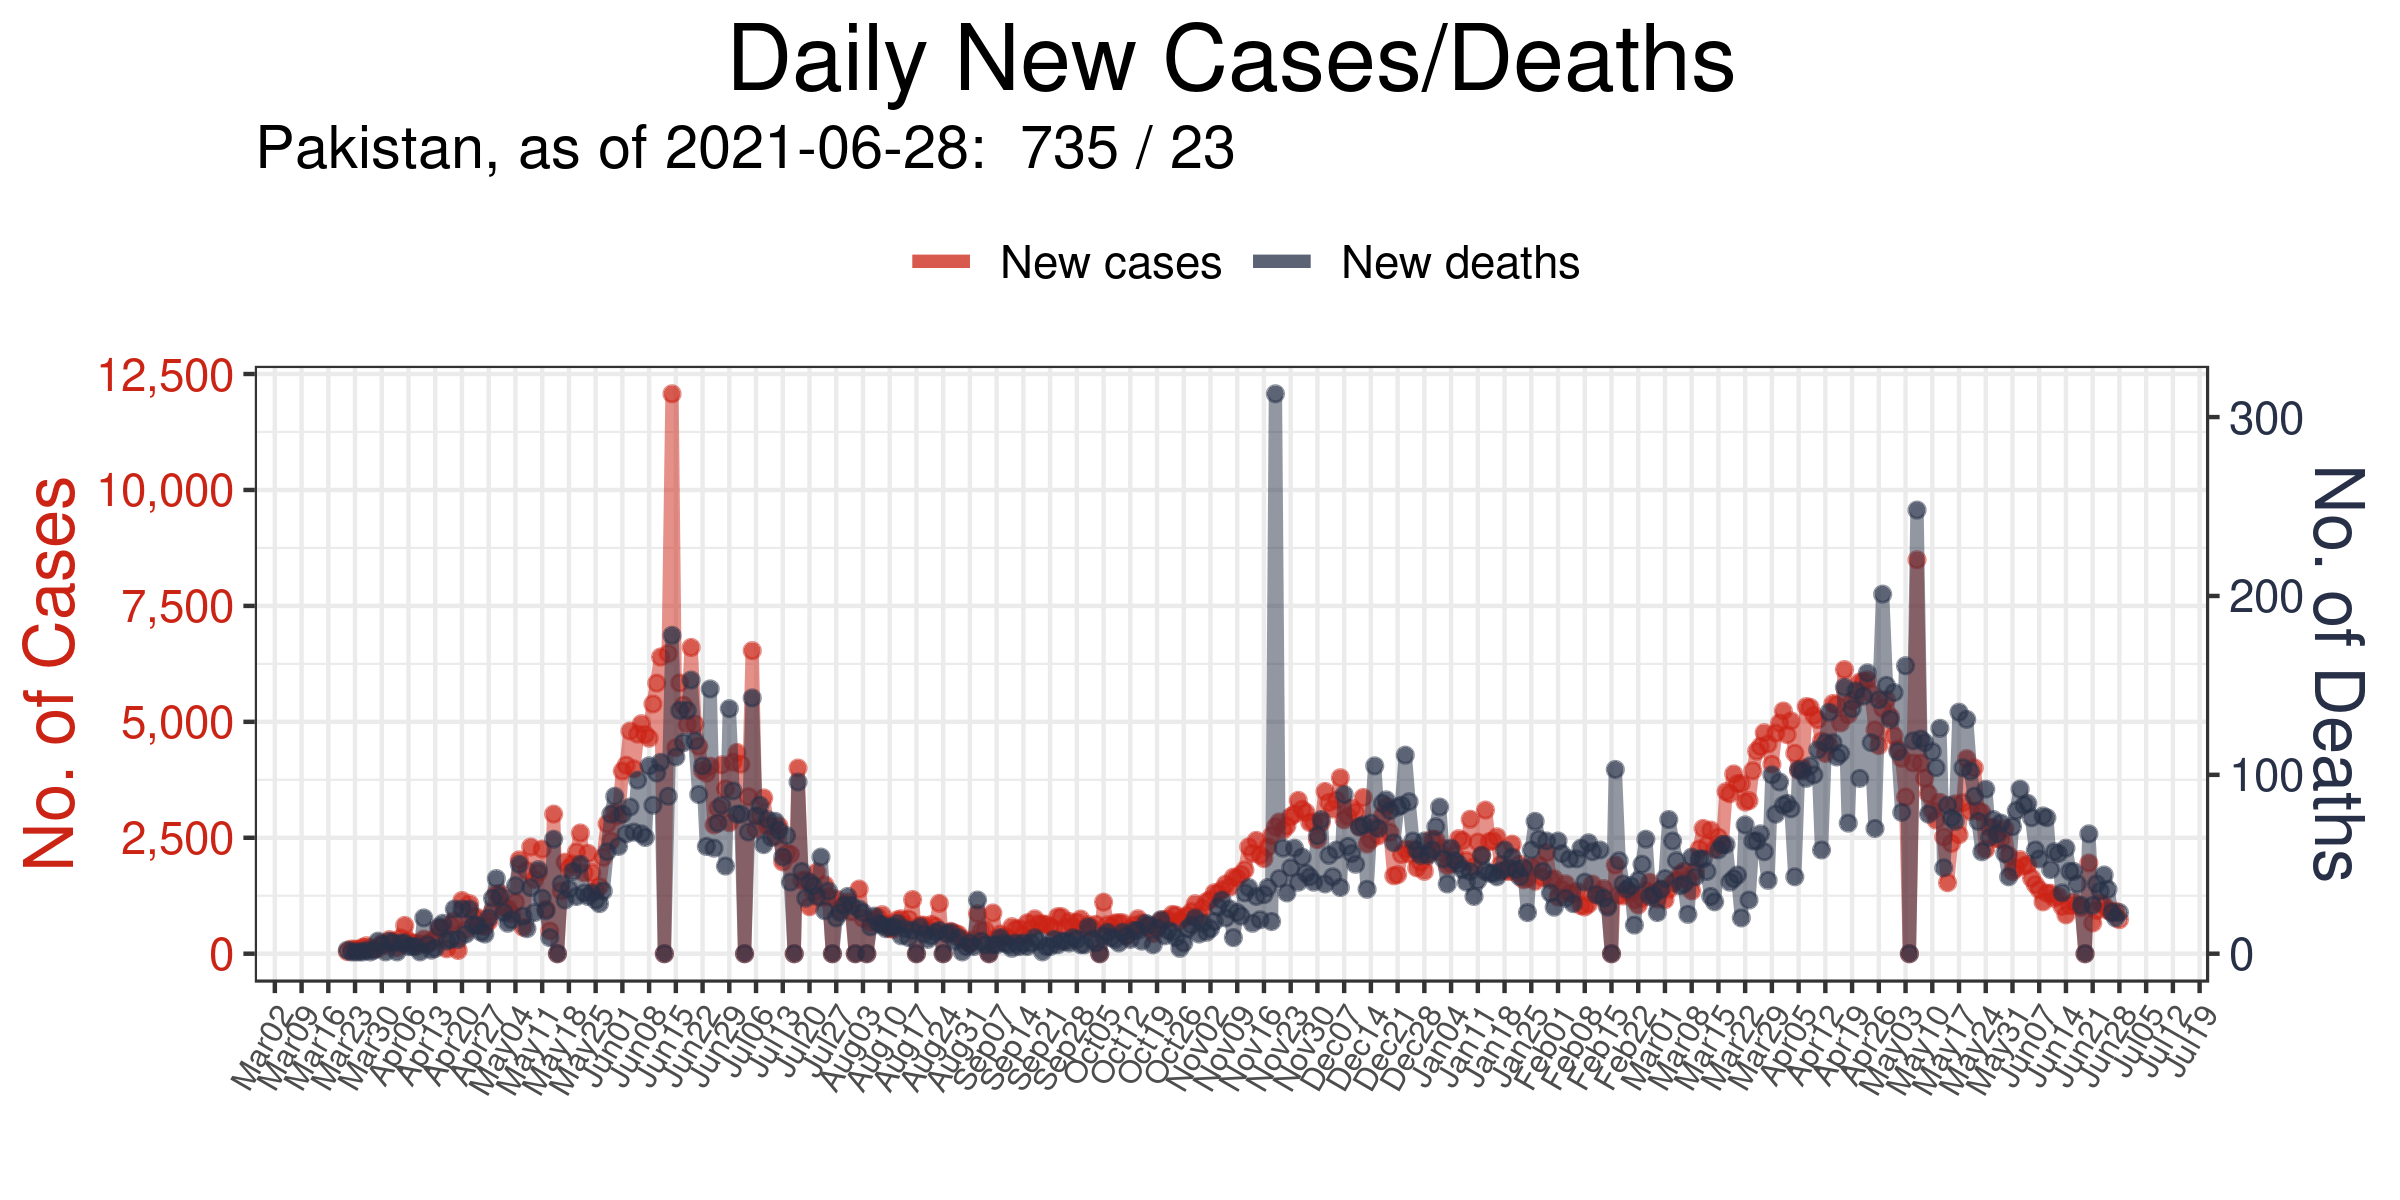 Daily New Cases/Deaths
Pakistan, as of 2021-06-28:  735 / 23
New cases
New deaths
No. of Cases
12,500
10,000
7,500
5,000
2,500
0
300
200
100
0
No. of Deaths
Mar02
Mar09
Mar16
Mar23
Mar30
Apr06
Apr13
Apr20
Apr27
May04
May11
May18
May25
Jun01
Jun08
Jun15
Jun22
Jun29
Jul06
Jul13
Jul20
Jul27
Aug03
Aug10
Aug17
Aug24
Aug31
Sep07
Sep14
Sep21
Sep28
Oct05
Oct12
Oct19
Oct26
Nov02
Nov09
Nov16
Nov23
Nov30
Dec07
Dec14
Dec21
Dec28
Jan04
Jan11
Jan18
Jan25
Feb01
Feb08
Feb15
Feb22
Mar01
Mar08
Mar15
Mar22
Mar29
Apr05
Apr12
Apr19
Apr26
May03
May10
May17
May24
May31
Jun07
Jun14
Jun21
Jun28
Jul05
Jul12
Jul19